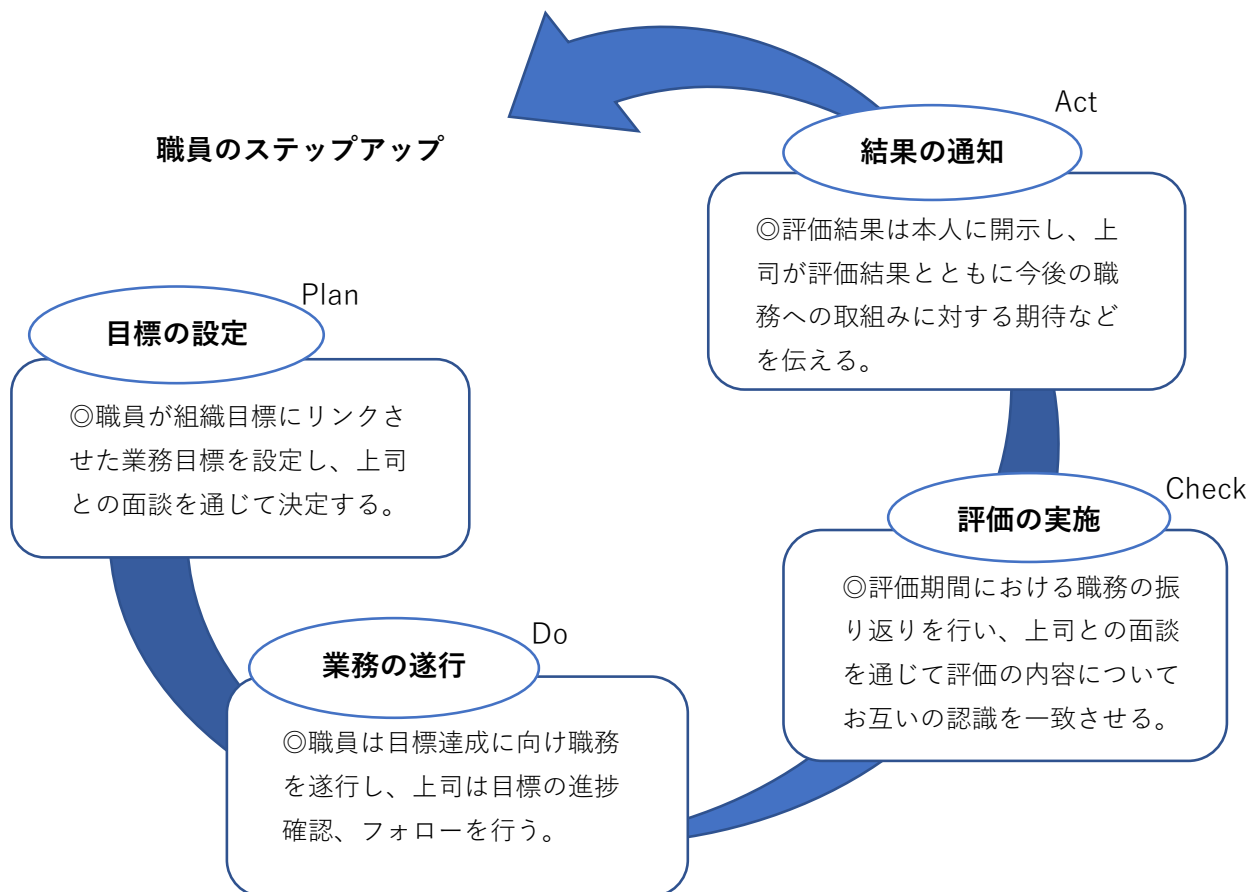 職員のステップアップ
Plan
目標の設定
◎職員が組織目標にリンクさ
せた業務目標を設定し、上司
との面談を通じて決定する。
Do
業務の遂行
◎職員は目標達成に向け職務
を遂行し、上司は目標の進捗
確認、フォローを行う。
Check
評価の実施
◎評価期間における職務の振
り返りを行い、上司との面談
を通じて評価の内容について
お互いの認識を一致させる。
Act
結果の通知
◎評価結果は本人に開示し、上
司が評価結果とともに今後の職
務への取組みに対する期待など
を伝える。